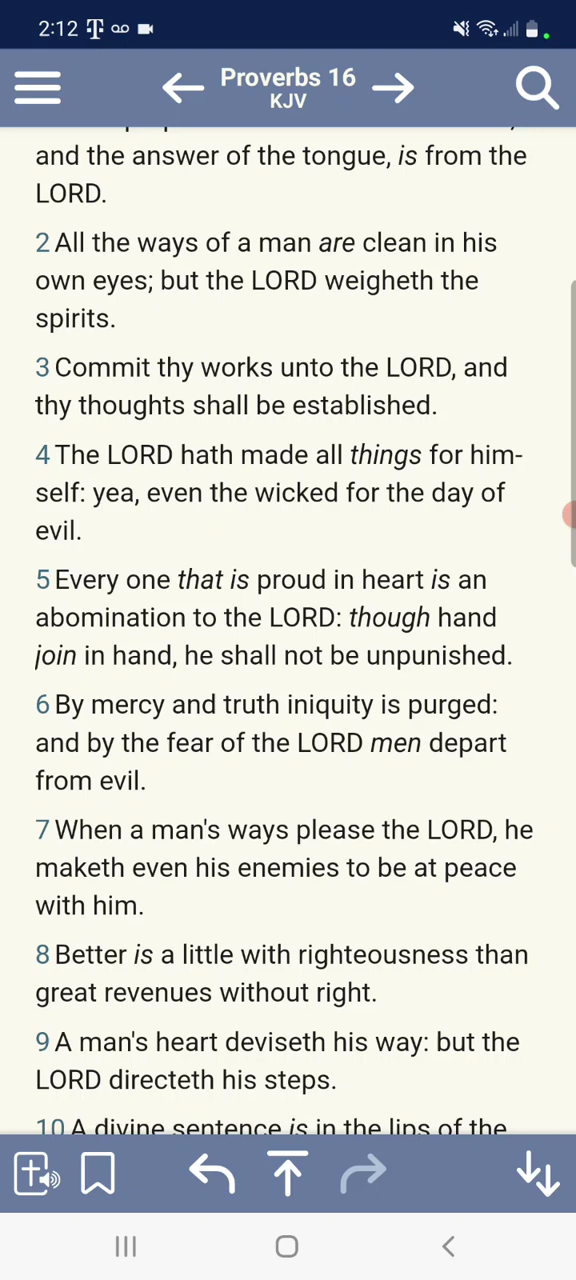 2:12
Proverbs 16
KJV
and the answer of the tongue, is from the
LORD.
2 All the ways of a man are clean in his
own eyes; but the LORD weigheth the
spirits.
3 Commit thy works unto the LORD, and
thy thoughts shall be established.
4 The LORD hath made all things for him-
self: yea, even the wicked for the day of
evil.
5 Every one that is proud in heart is an
abomination to the LORD: though hand
join in hand, he shall not be unpunished.
6 By mercy and truth iniquity is purged:
and by the fear of the LORD men depart
from evil.
7 When a man's ways please the LORD, he
maketh even his enemies to be at peace
with him.
8 Better is a little with righteousness than
great revenues without right.
9 A man's heart deviseth his way: but the
LORD directeth his steps.
10 A divine sentence is in the lips of the